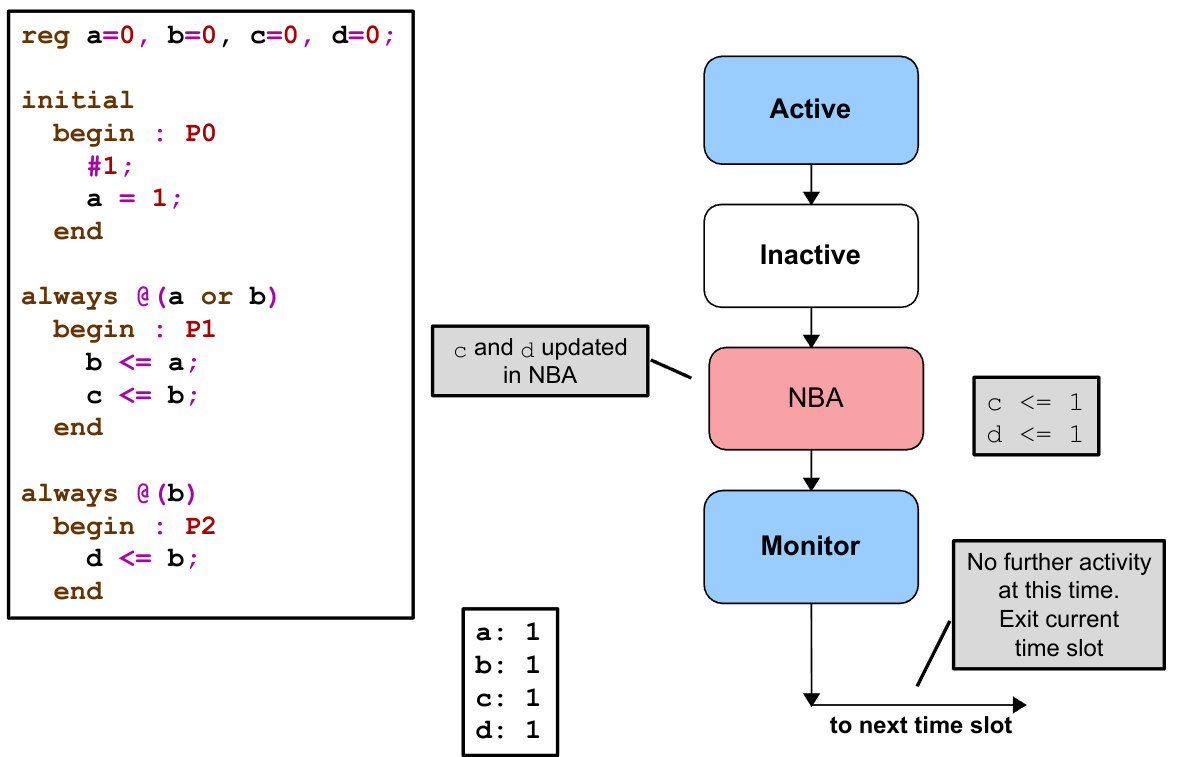 reg a=0, b=0, c=0, d=0;
initial
begin : P0
#1;
a = 1;
end
always @(a or b)
begin : P1
b <= a;
c <= b;
end
always @(b)
begin : P2
d <= b;
end
Active
Inactive
c and d updated
in NBA
NBA
c <= 1
d <= 1
Monitor
No further activity
at this time.
Exit current
time slot
a: 1
b: 1
c: 1
d: 1
to next time slot